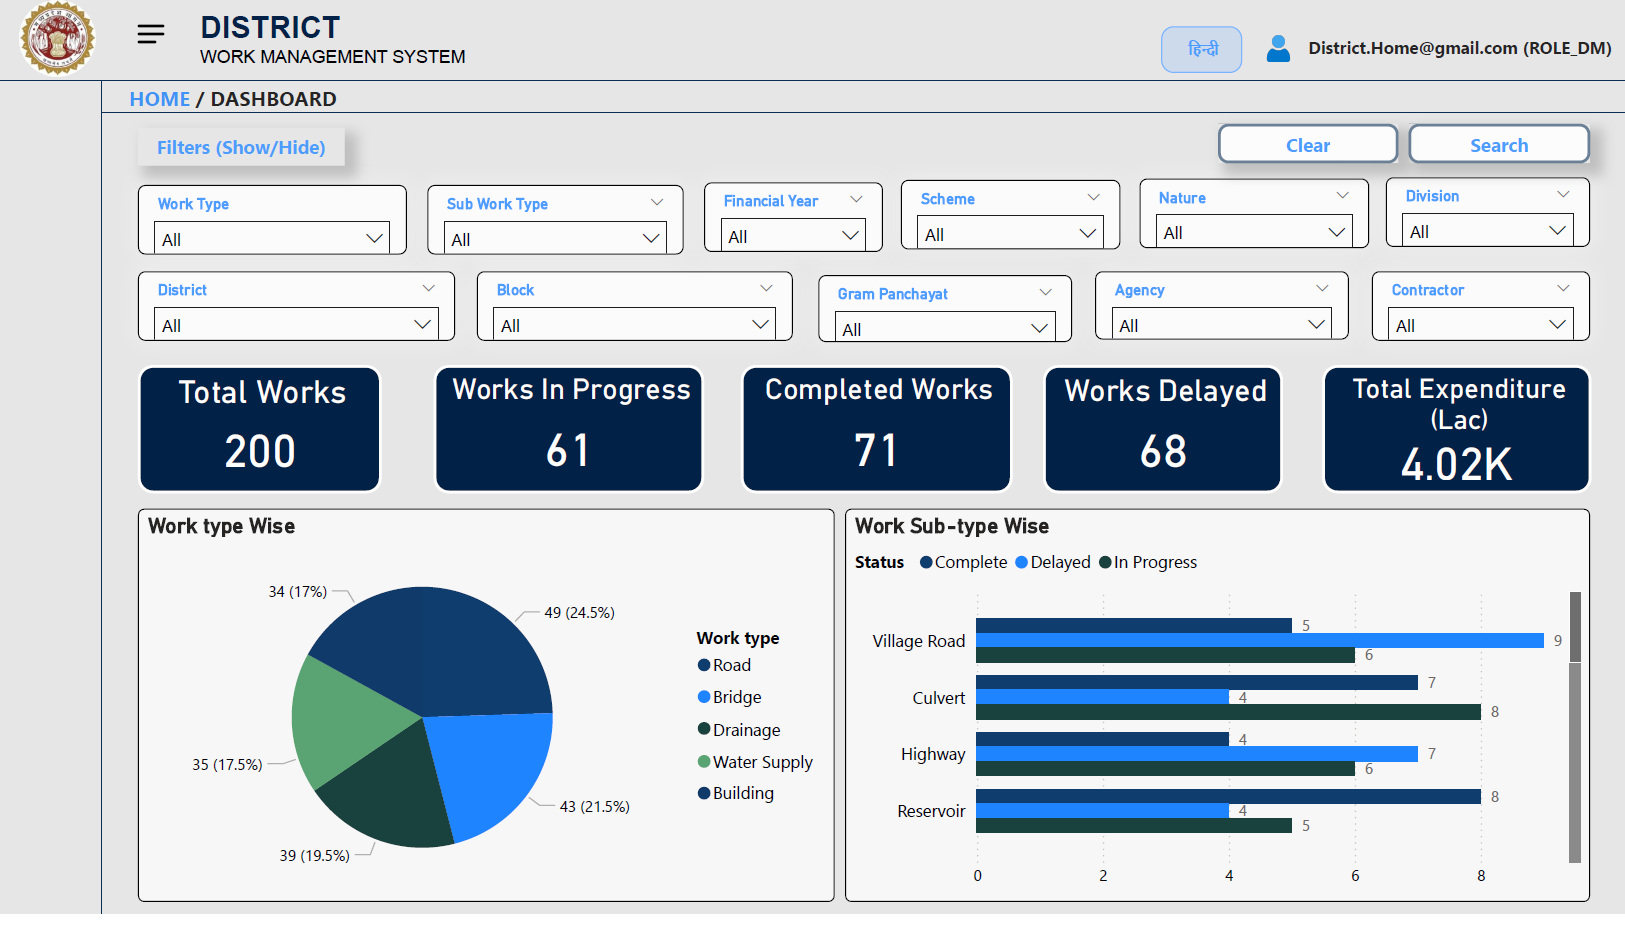 DISTRICT
WORK MANAGEMENT SYSTEM
हिन्दी
District.Home@gmail.com (ROLE_DM)
HOME / DASHBOARD
Filters (Show/Hide)
Clear
Search
Work Type
All
Sub Work Type
All
Financial Year
All
Scheme
All
Nature
All
Division
All
District
All
Block
All
Gram Panchayat
All
Agency
All
Contractor
All
Total Works
200
Works In Progress
61
Completed Works
71
Works Delayed
68
Total Expenditure
(Lac)
4.02K
Work type Wise
34 (17%)
49 (24.5%)
35 (17.5%)
43 (21.5%)
39 (19.5%)
Work type
Road
Bridge
Drainage
Water Supply
Building
Work Sub-type Wise
Status Complete Delayed In Progress
Village Road
5
9
6
Culvert
7
4
8
Highway
4
7
6
Reservoir
8
4
5
0 2 4 6 8